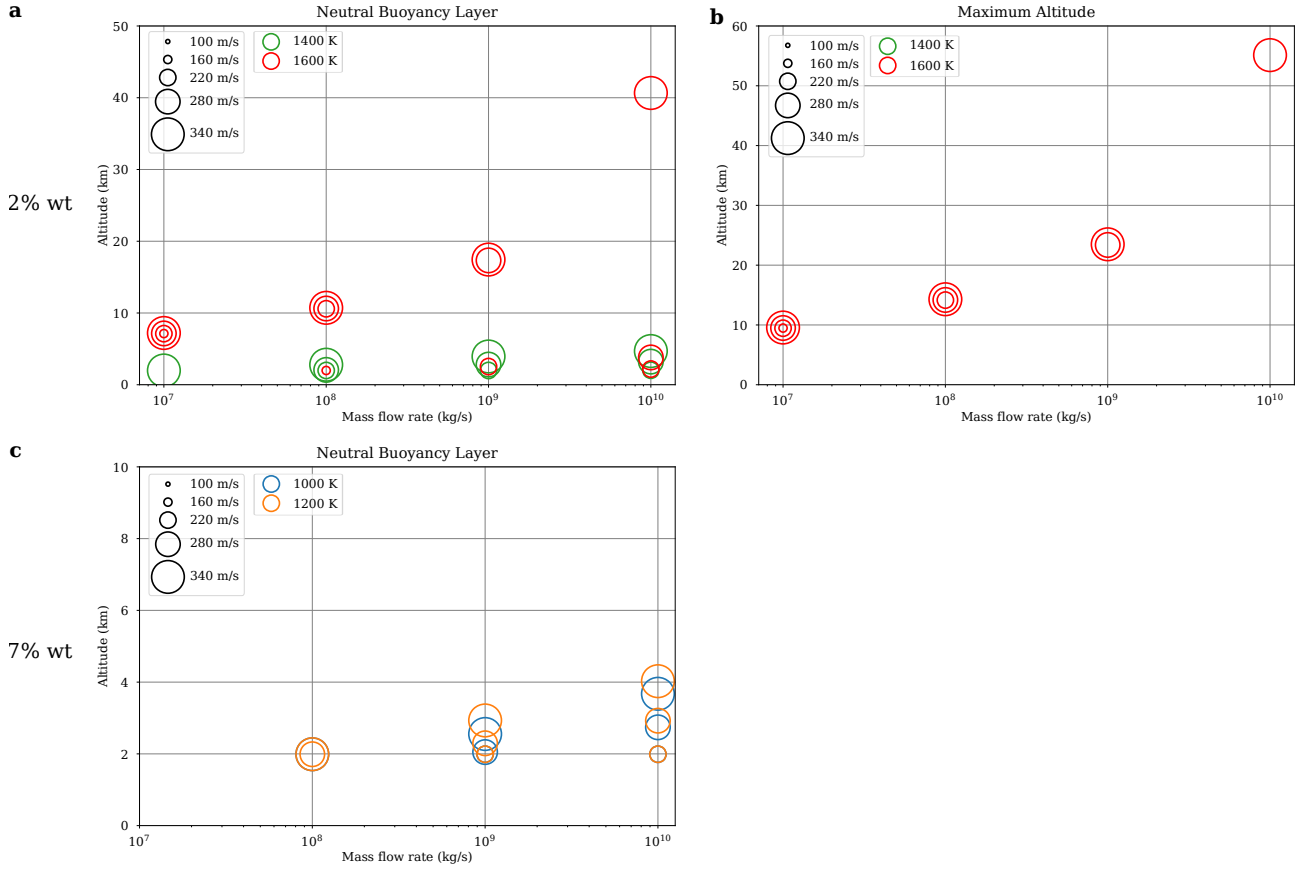 a
Neutral Buoyancy Layer
50
40
30
20
10
0
Altitude (km)
100 m/s
160 m/s
220 m/s
280 m/s
340 m/s
1400 K
1600 K
10⁷
10⁸
10⁹
10¹⁰
Mass flow rate (kg/s)
2% wt
b
Maximum Altitude
60
50
40
30
20
10
0
Altitude (km)
100 m/s
160 m/s
220 m/s
280 m/s
340 m/s
1400 K
1600 K
10⁷
10⁸
10⁹
10¹⁰
Mass flow rate (kg/s)
c
Neutral Buoyancy Layer
10
8
6
4
2
0
Altitude (km)
100 m/s
160 m/s
220 m/s
280 m/s
340 m/s
1000 K
1200 K
10⁷
10⁸
10⁹
10¹⁰
Mass flow rate (kg/s)
7% wt